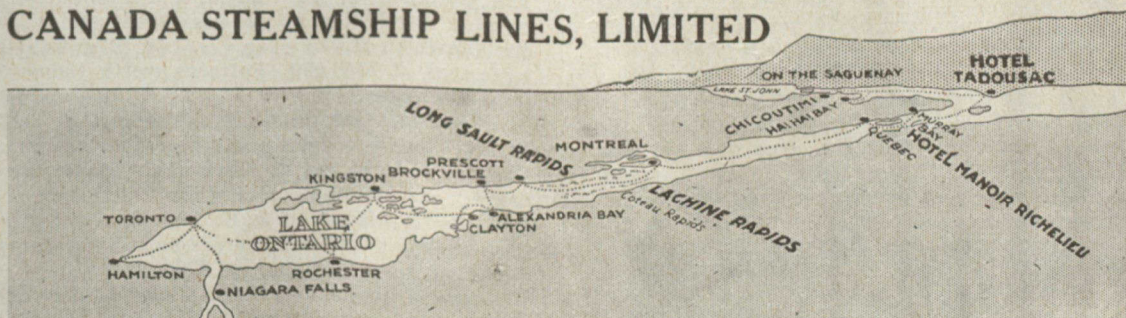 CANADA STEAMSHIP LINES, LIMITED
HOTEL
TADOUSAC
ON THE SAGUENAY
LAKE ST. JOHN
CHICOUTIMI
HA! HA! BAY
MURRAY
BAY
QUEBEC
HOTEL MANOIR RICHELIEU
LONG SAULT RAPIDS
MONTREAL
PRESCOTT
BROCKVILLE
KINGSTON
LACHINE RAPIDS
Coteau Rapids
ALEXANDRIA BAY
CLAYTON
TORONTO
LAKE
ONTARIO
HAMILTON
ROCHESTER
NIAGARA FALLS